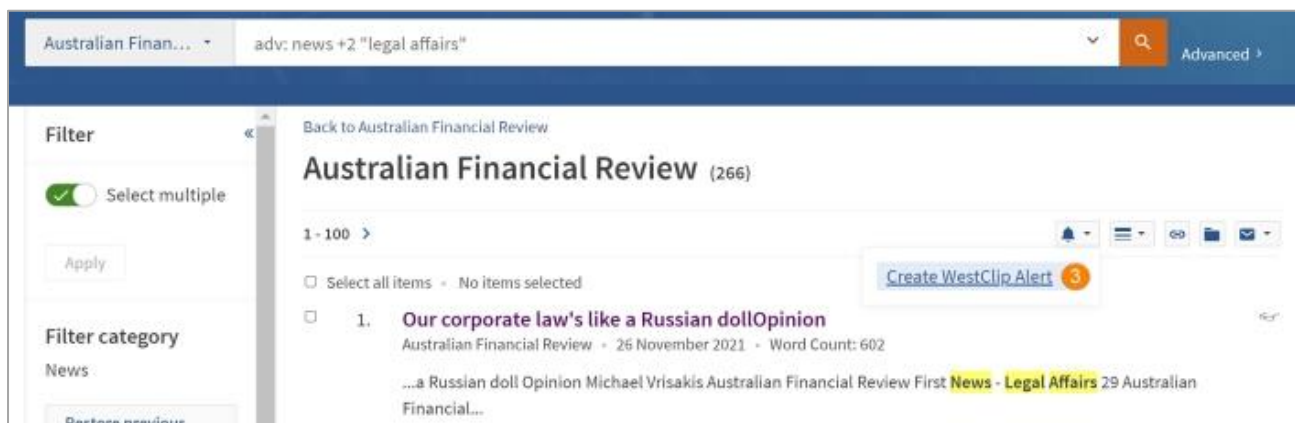 Australian Finan... adv: news +2 "legal affairs" Advanced ›
Filter «
Select multiple
Apply
Filter category
News
Restore previous
Back to Australian Financial Review
Australian Financial Review (266)
1 - 100 >
Create WestClip Alert 3
Select all items • No items selected
1. Our corporate law's like a Russian dollOpinion
Australian Financial Review • 26 November 2021 • Word Count: 602
...a Russian doll Opinion Michael Vrisakis Australian Financial Review First News - Legal Affairs 29 Australian
Financial...